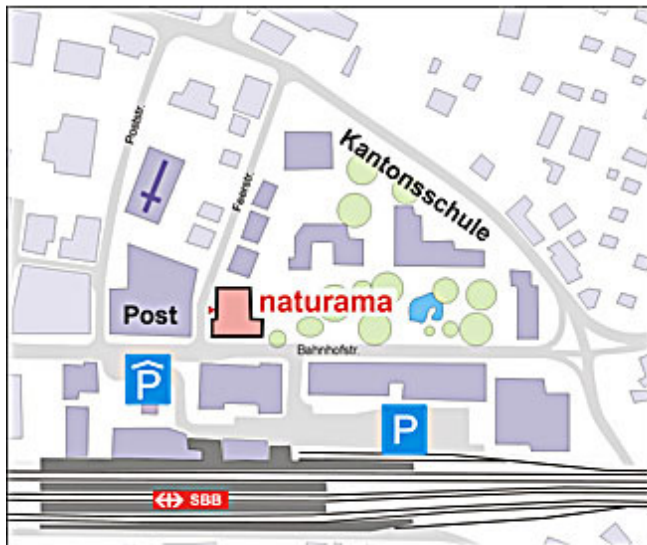 Poststr.
Feerstr.
Kantonsschule
Post
naturama
Bahnhofstr.
P
P
SBB